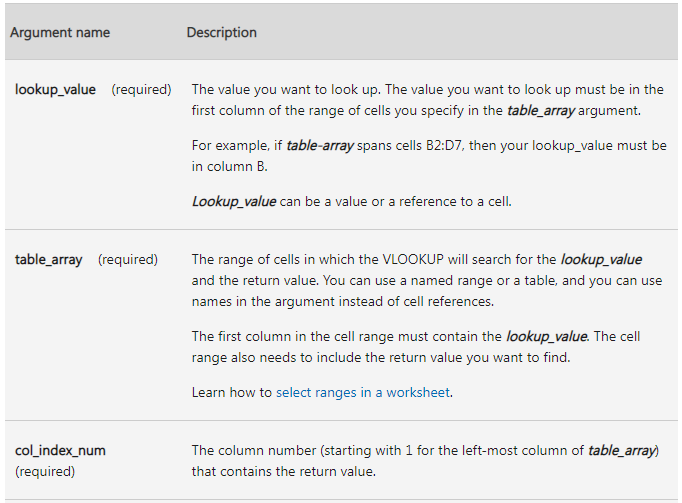 Argument name Description
lookup_value (required) The value you want to look up. The value you want to look up must be in the
first column of the range of cells you specify in the table_array argument.
For example, if table-array spans cells B2:D7, then your lookup_value must be
in column B.
Lookup_value can be a value or a reference to a cell.
table_array (required) The range of cells in which the VLOOKUP will search for the lookup_value
and the return value. You can use a named range or a table, and you can use
names in the argument instead of cell references.
The first column in the cell range must contain the lookup_value. The cell
range also needs to include the return value you want to find.
Learn how to select ranges in a worksheet.
col_index_num The column number (starting with 1 for the left-most column of table_array)
(required) that contains the return value.